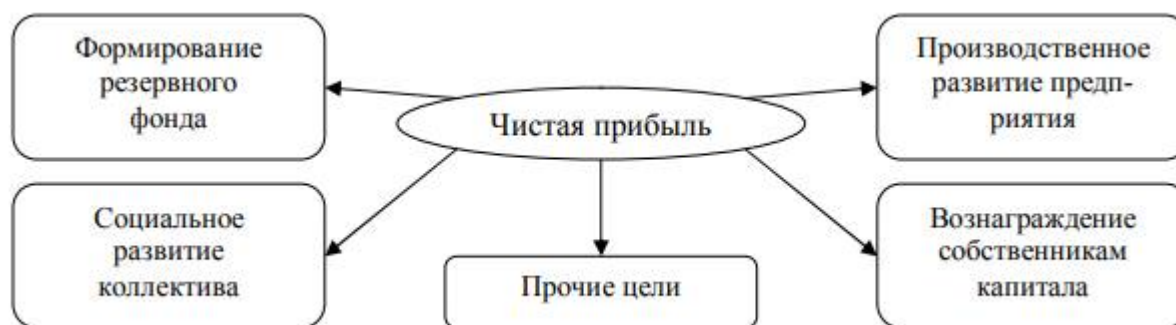 Формирование
резервного
фонда
Производственное
развитие предп-
риятия
Чистая прибыль
Социальное
развитие
коллектива
Прочие цели
Вознаграждение
собственникам
капитала